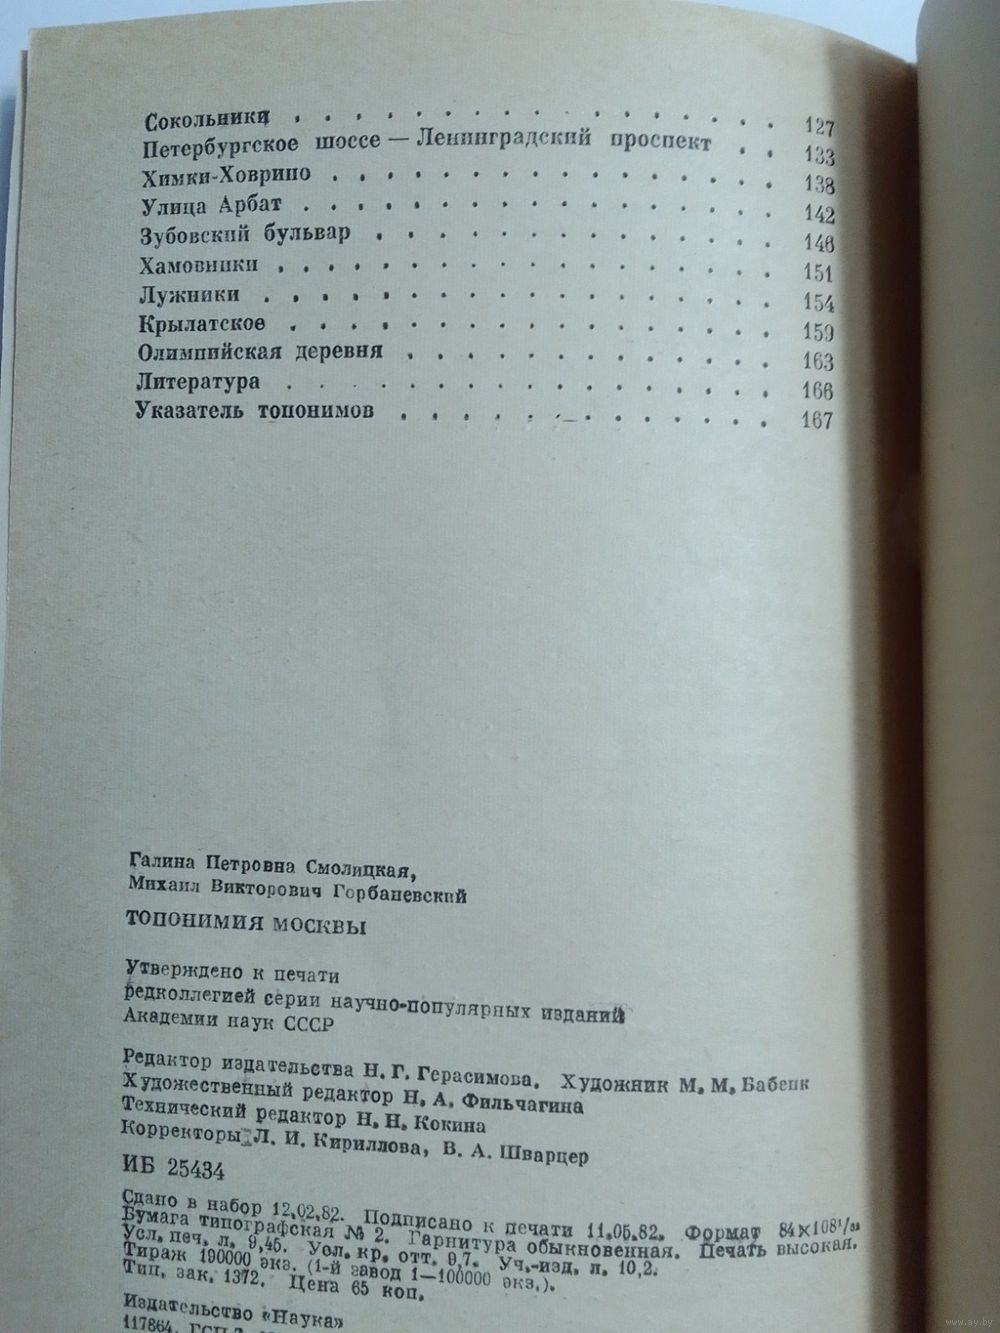 Сокольники . . . . . . . . . . . . . . . . . 127
Петербургское шоссе — Ленинградский проспект . . 133
Химки-Ховрино . . . . . . . . . . . . . . . . 138
Улица Арбат . . . . . . . . . . . . . . . . . 142
Зубовский бульвар . . . . . . . . . . . . . . 146
Хамовники . . . . . . . . . . . . . . . . . . 151
Лужники . . . . . . . . . . . . . . . . . . 154
Крылатское . . . . . . . . . . . . . . . . . 159
Олимпийская деревня . . . . . . . . . . . . . 163
Литература . . . . . . . . . . . . . . . . . 166
Указатель топонимов . . . . . . . . . . . . . 167
Галина Петровна Смолицкая,
Михаил Викторович Горбаневский
ТОПОНИМИЯ МОСКВЫ
Утверждено к печати
редколлегией серии научно-популярных изданий
Академии наук СССР
Редактор издательства Н. Г. Герасимова. Художник М. М. Бабенк
Художественный редактор Н. А. Фильчагина
Технический редактор Н. Н. Кокина
Корректоры Л. И. Кириллова, В. А. Шварцер
ИБ 25434
Сдано в набор 12.02.82. Подписано к печати 11.05.82. Формат 84×108¹/₃₂
Бумага типографская № 2. Гарнитура обыкновенная. Печать высокая.
Усл. печ. л. 9,45. Усл. кр. отт. 9,7. Уч.-изд. л. 10,2.
Тираж 190000 экз. (1-й завод 1—100000 экз.).
Тип. зак. 1372. Цена 65 коп.
Издательство «Наука»
117864, ГСП-7,
www.ay.by